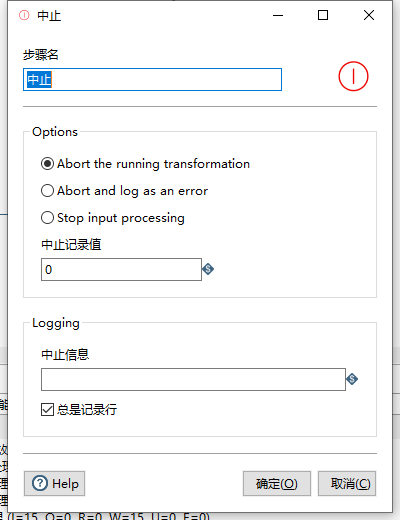 中止
步骤名
中止
Options
Abort the running transformation
Abort and log as an error
Stop input processing
中止记录值
0
Logging
中止信息
总是记录行
Help
确定(O)
取消(C)
(I=15, O=0, R=0, W=15, U=0, E=0)